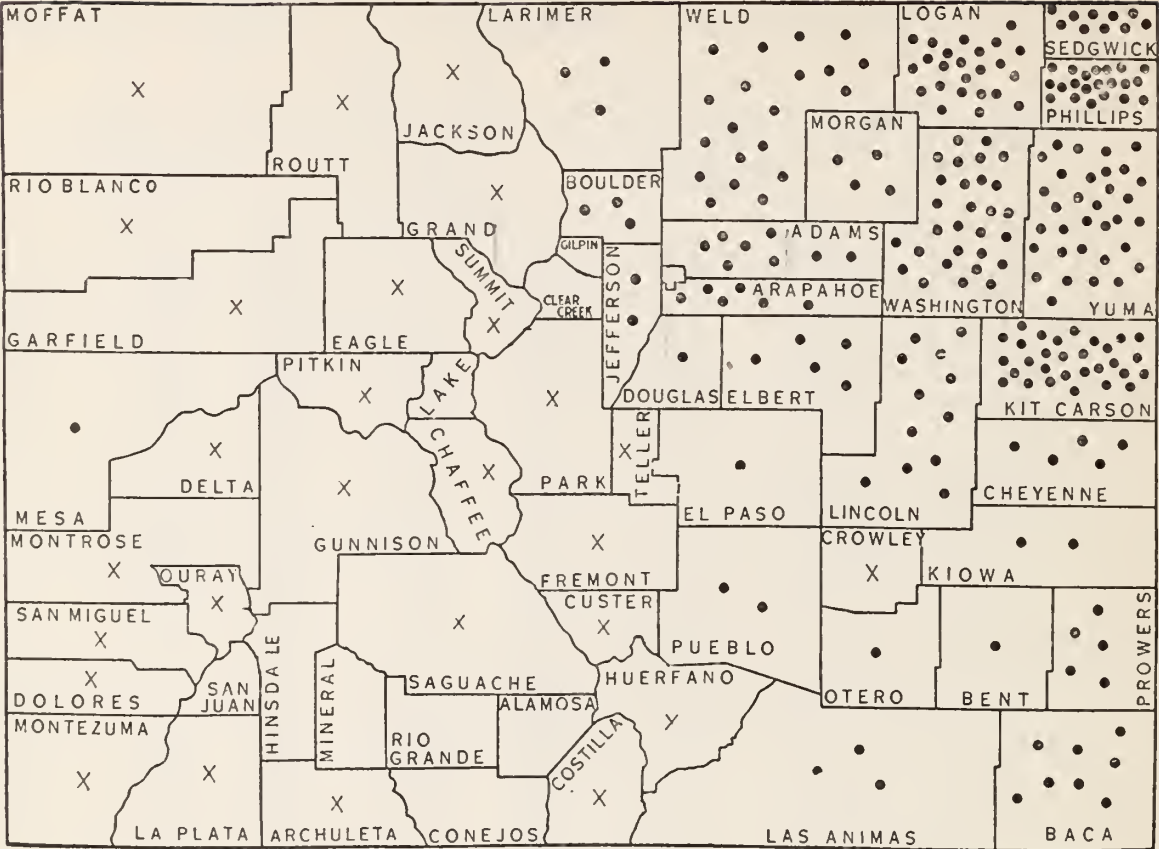 MOFFAT
LARIMER
WELD
LOGAN
SEDGWICK
X
X
X
JACKSON
MORGAN
PHILLIPS
ROUTT
RIO BLANCO
BOULDER
X
X
GRAND
GILPIN
ADAMS
SUMMIT
JEFFERSON
X
X
ARAPAHOE
CLEAR
CREEK
WASHINGTON
YUMA
X
GARFIELD
EAGLE
PITKIN
LAKE
X
X
DOUGLAS
ELBERT
KIT CARSON
CHAFFEE
TELLER
X
X
X
X
DELTA
PARK
CHEYENNE
MESA
EL PASO
LINCOLN
MONTROSE
GUNNISON
X
CROWLEY
X
X
KIOWA
OURAY
FREMONT
X
CUSTER
SAN MIGUEL
X
X
X
PROWERS
HINSDALE
MINERAL
PUEBLO
X
SAGUACHE
HUERFANO
DOLORES
SAN
JUAN
ALAMOSA
OTERO
BENT
MONTEZUMA
X
RIO
GRANDE
COSTILLA
X
X
X
X
LA PLATA
ARCHULETA
CONEJOS
LAS ANIMAS
BACA